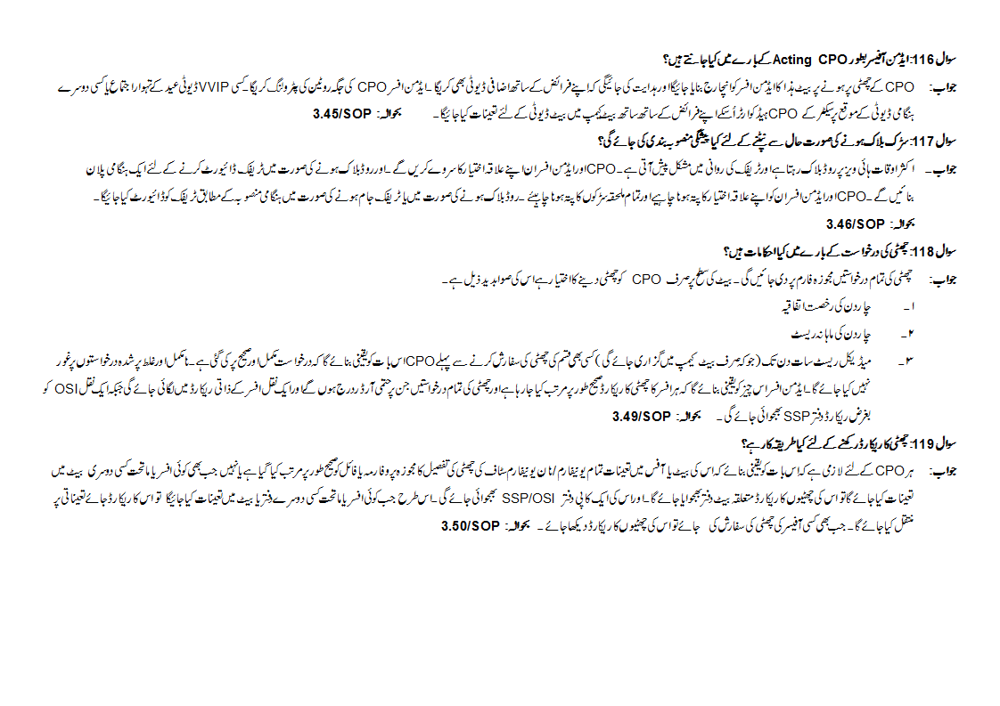 سوال 116: ایڈمن آفیسر بطور Acting CPO کے بارے میں کیا جانتے ہیں؟
جواب: CPO کے چھٹی پر ہونے پر بیٹ ہذا کا ایڈمن افسر کو انچارج بنایا جائیگا اور ہدایت کی جائیگی کہ اپنے فرائض کے ساتھ اضافی ڈیوٹی بھی کریگا۔ ایڈمن افسر CPO کی جگہ روٹین کی پٹرولنگ کریگا۔ کسی VVIP ڈیوٹی عید کے تہوار اجتماع یا کسی دوسرے
ہنگامی ڈیوٹی کے موقع پر سیکٹر کے CPO ہیڈ کوارٹر اُسکے اپنے فرائض کے ساتھ ساتھ بیٹ کیمپ میں بیٹ ڈیوٹی کے لئے تعینات کیا جائیگا۔ بحوالہ: 3.45/SOP
سوال 117: سڑک بلاک ہونے کی صورت حال سے نپٹنے کے لئے کیا پیشگی منصوبہ بندی کی جائے گی؟
جواب۔ اکثر اوقات ہائی ویز پر روڈ بلاک رہتا ہے اور ٹریفک کی روانی میں مشکل پیش آتی ہے۔ CPO اور ایڈمن افسران اپنے علاقہ اختیار کا سروے کریں گے۔ اور روڈ بلاک ہونے کی صورت میں ٹریفک ڈائیورٹ کرنے کے لئے ایک ہنگامی پلان
بنائیں گے۔ CPO اور ایڈمن افسران کو اپنے علاقہ اختیار کا پتہ ہونا چاہیے اور تمام ملحقہ سڑکوں کا پتہ ہونا چاہیئے۔ روڈ بلاک ہونے کی صورت میں یا ٹریفک جام ہونے کی صورت میں ہنگامی منصوبہ کے مطابق ٹریفک کو ڈائیورٹ کیا جائیگا۔
بحوالہ: 3.46/SOP
سوال 118: چھٹی کی درخواست کے بارے میں کیا احکامات ہیں؟
جواب: چھٹی کی تمام درخواستیں مجوزہ فارم پر دی جائیں گی۔ بیٹ کی سطح پر صرف CPO کو چھٹی دینے کا اختیار ہے اس کی صوابدید ذیل ہے۔
۱۔ چار دن کی رخصت اتفاقیہ
۲۔ چار دن کی ماہانہ ریسٹ
۳۔ میڈیکل ریسٹ سات دن تک (جو کہ صرف بیٹ کیمپ میں گزاری جائے گی) کسی بھی قسم کی چھٹی کی سفارش کرنے سے پہلے CPO اس بات کو یقینی بنائے گا کہ درخواست مکمل اور صحیح پر کی گئی ہے۔ نامکمل اور غلط پر شدہ درخواستوں پر غور
نہیں کیا جائے گا۔ ایڈمن افسر اس چیز کو یقینی بنائے گا کہ ہر افسر کا چھٹی کا ریکارڈ صحیح طور پر مرتب کیا جا رہا ہے اور چھٹی کی تمام درخواستیں جن پر حتمی آرڈر درج ہوں گے اور ایک نقل افسر کے ذاتی ریکارڈ میں لگائی جائے گی جبکہ ایک نقل OSI کو
بغرض ریکارڈ دفتر SSP بھجوائی جائے گی۔ بحوالہ: 3.49/SOP
سوال 119: چھٹی کا ریکارڈ رکھنے کے لئے کیا طریقہ کار ہے؟
جواب: ہر CPO کے لئے لازمی ہے کہ اس بات کو یقینی بنائے کہ اس کی بیٹ یا آفس میں تعینات تمام یونیفارم / نان یونیفارم سٹاف کی چھٹی کی تفصیل کا مجوزہ پروفارمہ یا فائل کو صحیح طور پر مرتب کیا گیا ہے یا نہیں جب بھی کوئی افسر یا ماتحت کسی دوسری بیٹ میں
تعینات کیا جائے گا تو اس کی چھٹیوں کا ریکارڈ متعلقہ بیٹ دفتر بھجوایا جائے گا۔ اور اس کی ایک کاپی دفتر SSP/OSI بھجوائی جائے گی۔ اس طرح جب کوئی افسر یا ماتحت کسی دوسرے دفتر یا بیٹ میں تعینات کیا جائیگا تو اس کا ریکارڈ جائے تعیناتی پر
منتقل کیا جائے گا۔ جب بھی کسی آفیسر کی چھٹی کی سفارش کی جائے تو اس کی چھٹیوں کا ریکارڈ دیکھا جائے۔ بحوالہ: 3.50/SOP